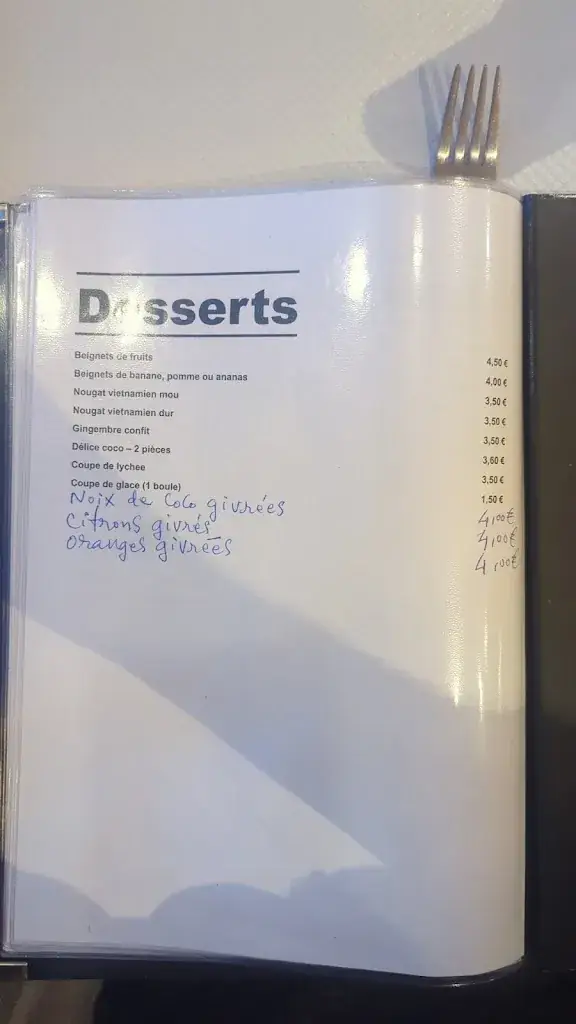 Desserts
Beignets de fruits 4,50 €
Beignets de banane, pomme ou ananas 4,00 €
Nougat vietnamien mou 3,50 €
Nougat vietnamien dur 3,50 €
Gingembre confit 3,50 €
Délice coco – 2 pièces 3,60 €
Coupe de lychee 3,50 €
Coupe de glace (1 boule) 1,50 €
Noix de Coco givrées 4,00€
Citrons givrés 4,00€
Oranges givrées 4,00€